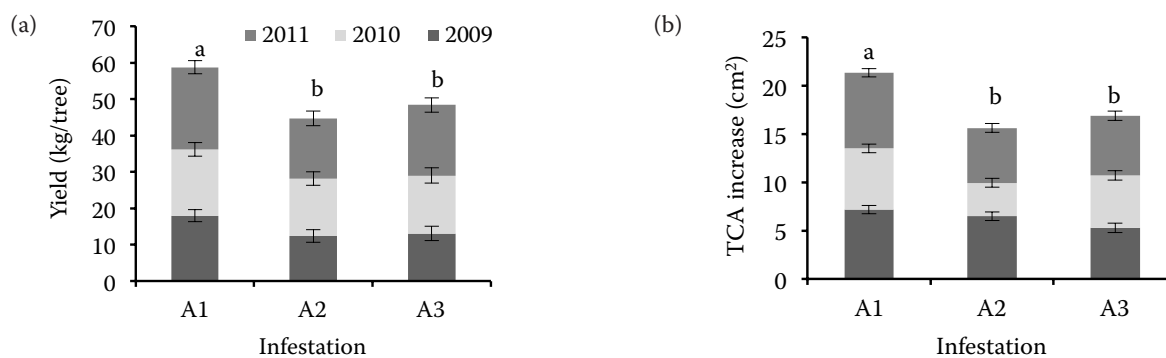 (a)
Yield (kg/tree)
70
60
50
40
30
20
10
0
2011 2010 2009
a
b
b
A1 A2 A3
Infestation
(b)
TCA increase (cm²)
25
20
15
10
5
0
a
b
b
A1 A2 A3
Infestation